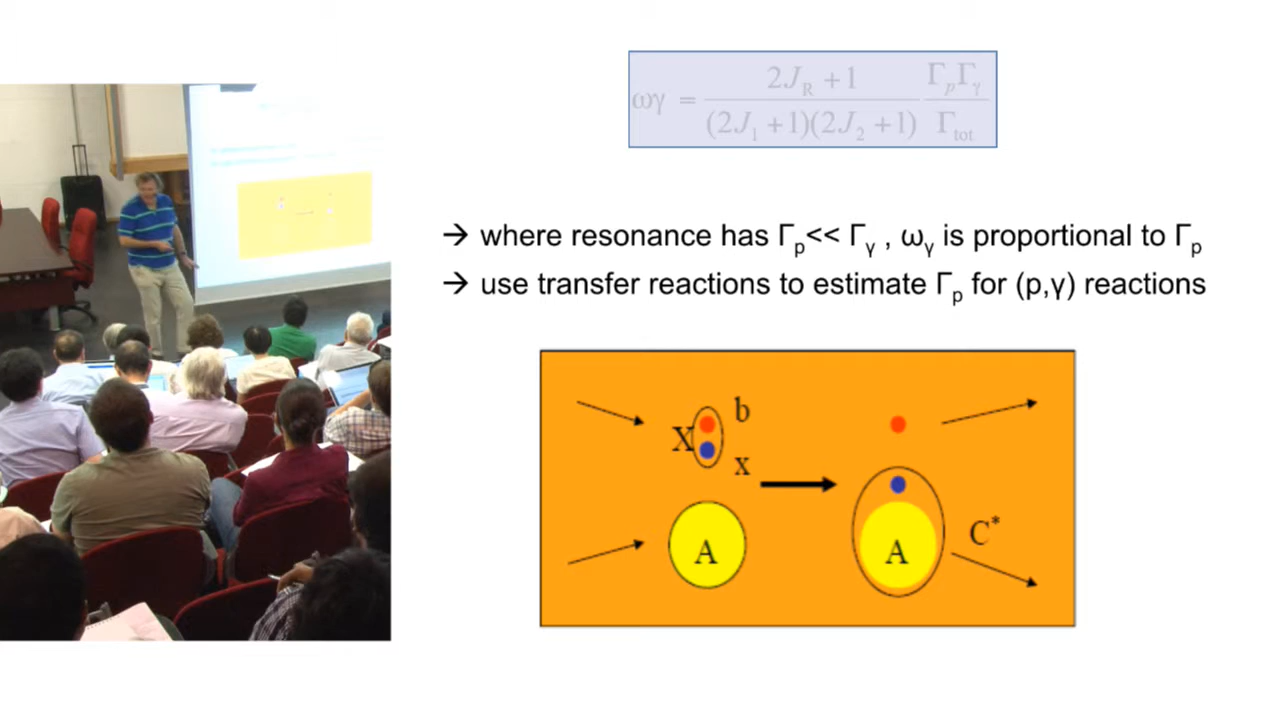 ωγ = 2J_R + 1 / (2J_1 + 1)(2J_2 + 1) Γ_pΓ_γ / Γ_tot
→ where resonance has Γ_p<< Γ_γ , ω_γ is proportional to Γ_p
→ use transfer reactions to estimate Γ_p for (p,γ) reactions
b
X
x
A
A
C*